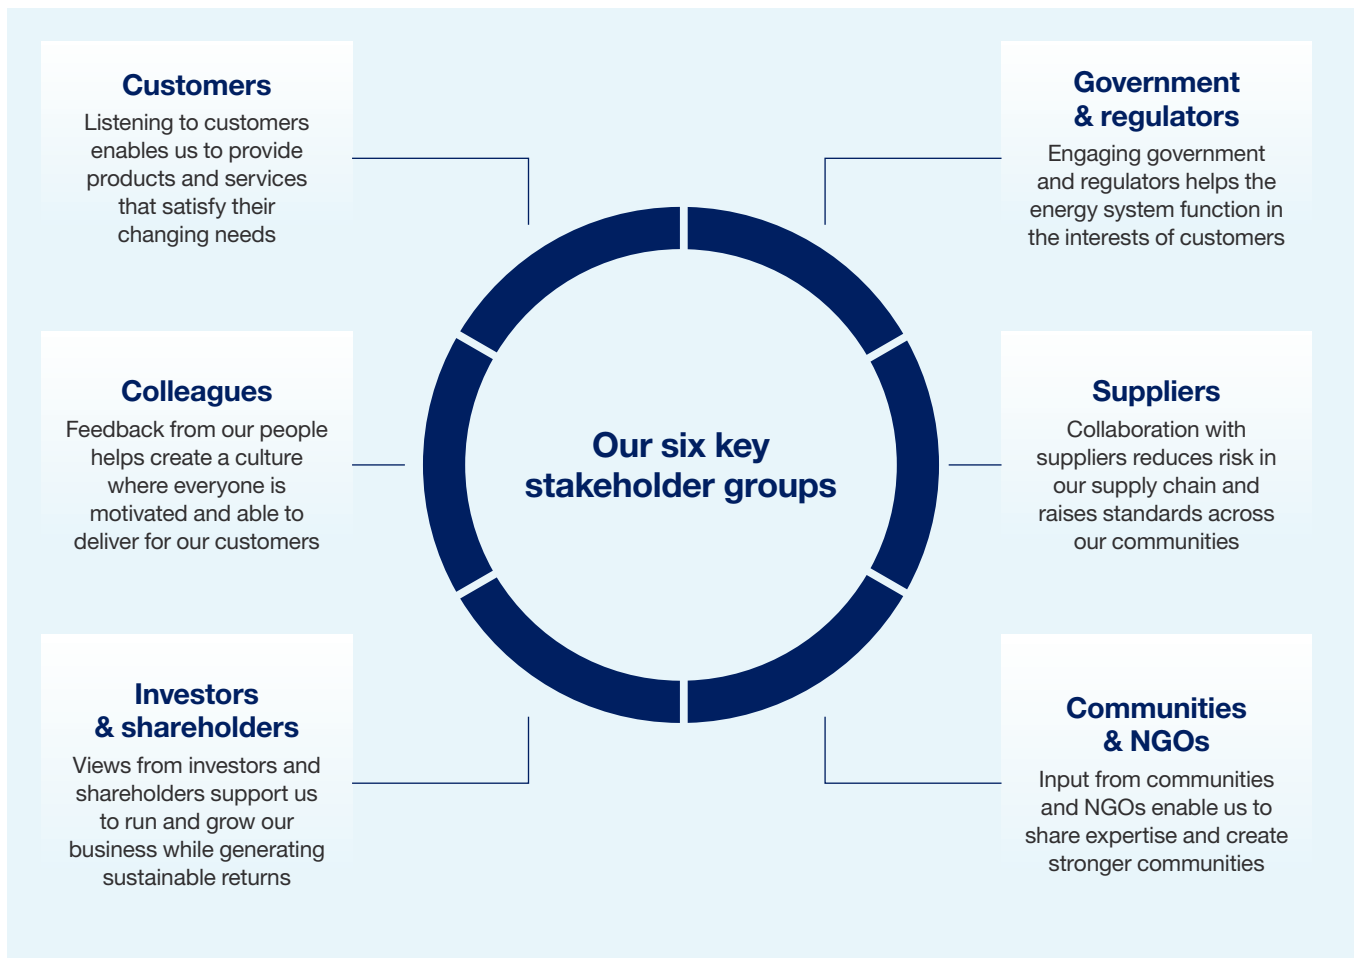 Customers
Listening to customers
enables us to provide
products and services
that satisfy their
changing needs
Colleagues
Feedback from our people
helps create a culture
where everyone is
motivated and able to
deliver for our customers
Investors
& shareholders
Views from investors and
shareholders support us
to run and grow our
business while generating
sustainable returns
Our six key
stakeholder groups
Government
& regulators
Engaging government
and regulators helps the
energy system function in
the interests of customers
Suppliers
Collaboration with
suppliers reduces risk in
our supply chain and
raises standards across
our communities
Communities
& NGOs
Input from communities
and NGOs enable us to
share expertise and create
stronger communities